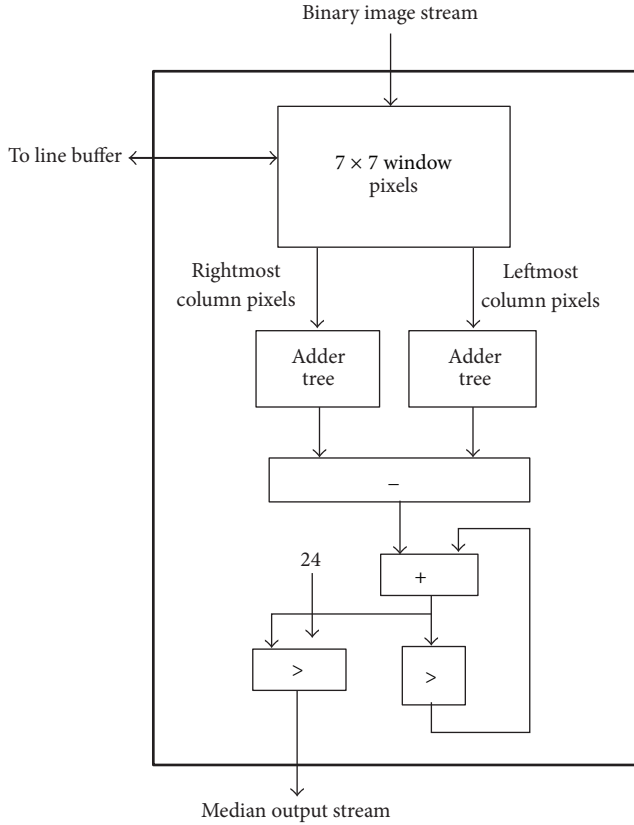 Binary image stream
To line buffer
7 × 7 window
pixels
Rightmost
column pixels
Leftmost
column pixels
Adder
tree
Adder
tree
−
+
24
>
>
Median output stream